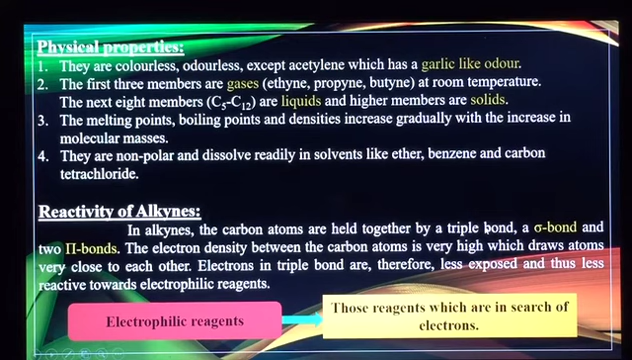 Physical properties:
1. They are colourless, odourless, except acetylene which has a garlic like odour.
2. The first three members are gases (ethyne, propyne, butyne) at room temperature.
The next eight members (C₅-C₁₂) are liquids and higher members are solids.
3. The melting points, boiling points and densities increase gradually with the increase in
molecular masses.
4. They are non-polar and dissolve readily in solvents like ether, benzene and carbon
tetrachloride.
Reactivity of Alkynes:
In alkynes, the carbon atoms are held together by a triple bond, a σ-bond and
two Π-bonds. The electron density between the carbon atoms is very high which draws atoms
very close to each other. Electrons in triple bond are, therefore, less exposed and thus less
reactive towards electrophilic reagents.
Electrophilic reagents
Those reagents which are in search of
electrons.